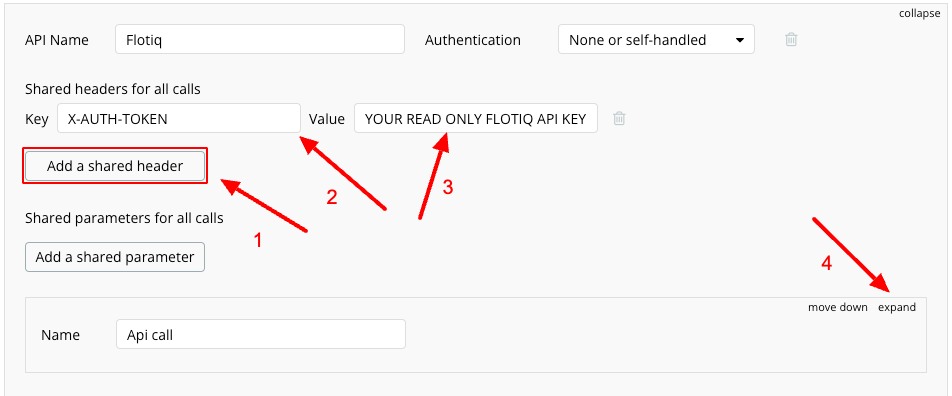 collapse
API Name Flotiq Authentication None or self-handled
Shared headers for all calls
Key X-AUTH-TOKEN Value YOUR READ ONLY FLOTIQ API KEY
Add a shared header
2
3
Shared parameters for all calls
1
Add a shared parameter
4
move down expand
Name Api call